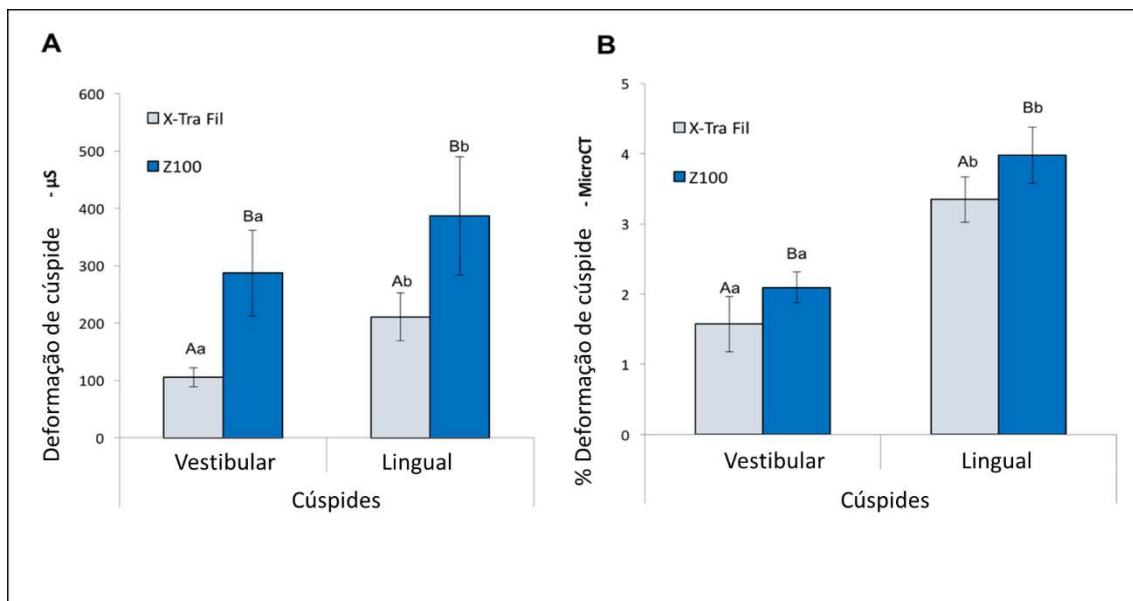 A
Deformação de cúspide - µS
600
500
400
300
200
100
0
X-Tra Fil
Z100
Aa
Ba
Ab
Bb
Vestibular
Lingual
Cúspides
B
% Deformação de cúspide - MicroCT
5
4
3
2
1
0
X-Tra Fil
Z100
Aa
Ba
Ab
Bb
Vestibular
Lingual
Cúspides